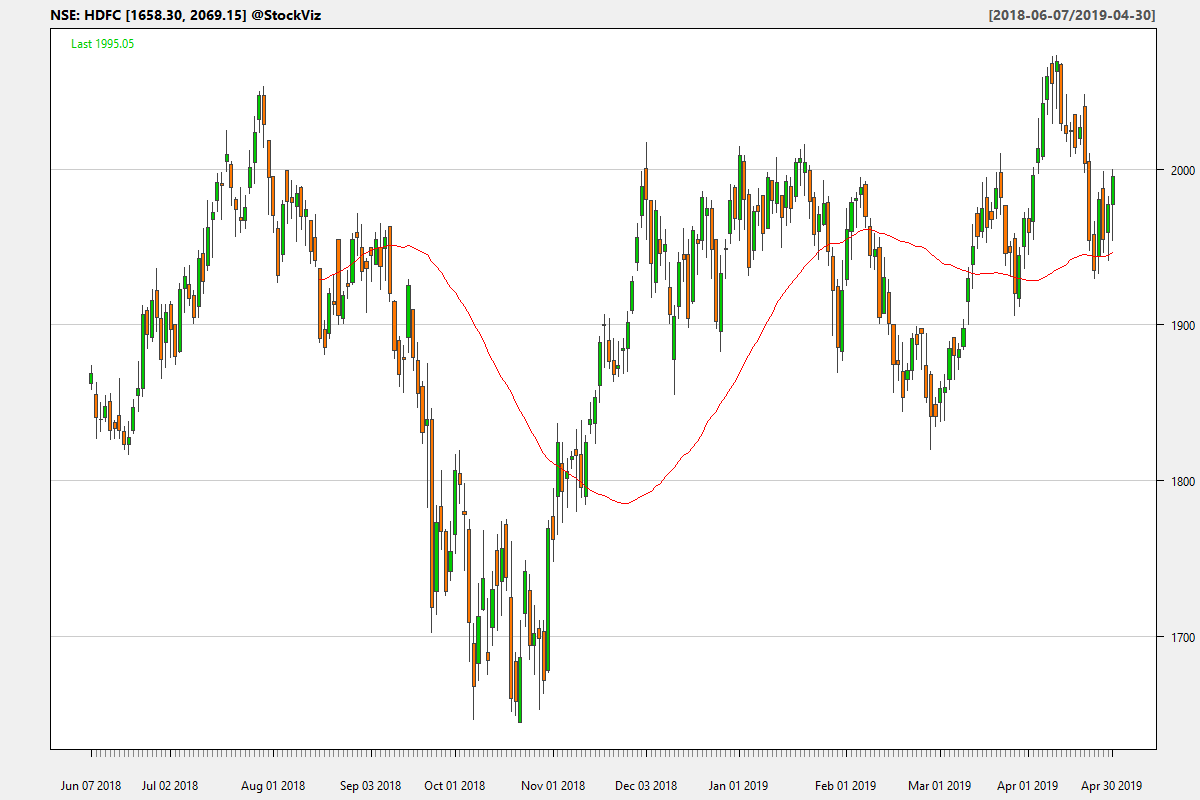 NSE: HDFC [1658.30, 2069.15] @StockViz
[2018-06-07/2019-04-30]
Last 1995.05
2000
1900
1800
1700
Jun 07 2018 Jul 02 2018 Aug 01 2018 Sep 03 2018 Oct 01 2018 Nov 01 2018 Dec 03 2018 Jan 01 2019 Feb 01 2019 Mar 01 2019 Apr 01 2019 Apr 30 2019